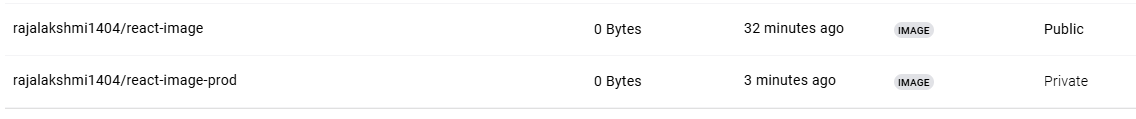 rajalakshmi1404/react-image 0 Bytes 32 minutes ago IMAGE Public
rajalakshmi1404/react-image-prod 0 Bytes 3 minutes ago IMAGE Private